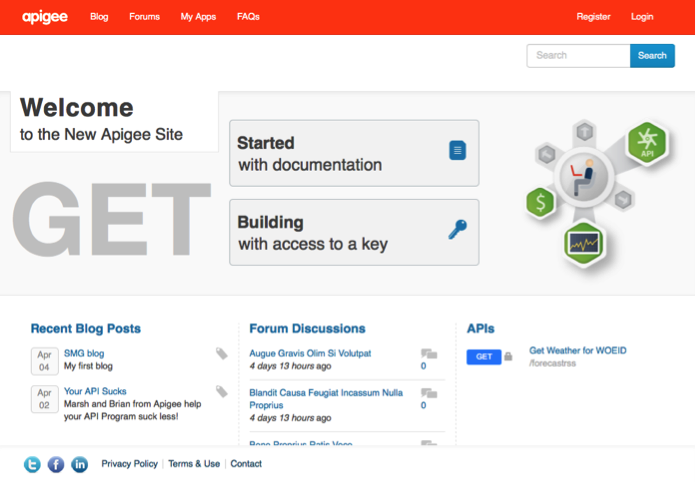 apigee Blog Forums My Apps FAQs Register Login
Search Search
Welcome
to the New Apigee Site
GET
Started
with documentation
Building
with access to a key
API
$
Recent Blog Posts
Apr
04
SMG blog
My first blog
Apr
02
Your API Sucks
Marsh and Brian from Apigee help
your API Program suck less!
Forum Discussions
Augue Gravis Olim Si Volutpat
4 days 13 hours ago
0
Blandit Causa Feugiat Incassum Nulla
Proprius
4 days 13 hours ago
0
APIs
GET
Get Weather for WOEID
/forecastrss
Privacy Policy | Terms & Use | Contact